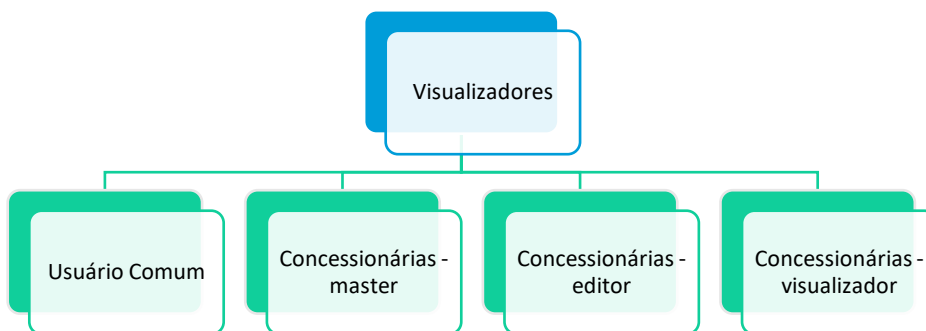 Visualizadores
Usuário Comum
Concessionárias -
master
Concessionárias -
editor
Concessionárias -
visualizador